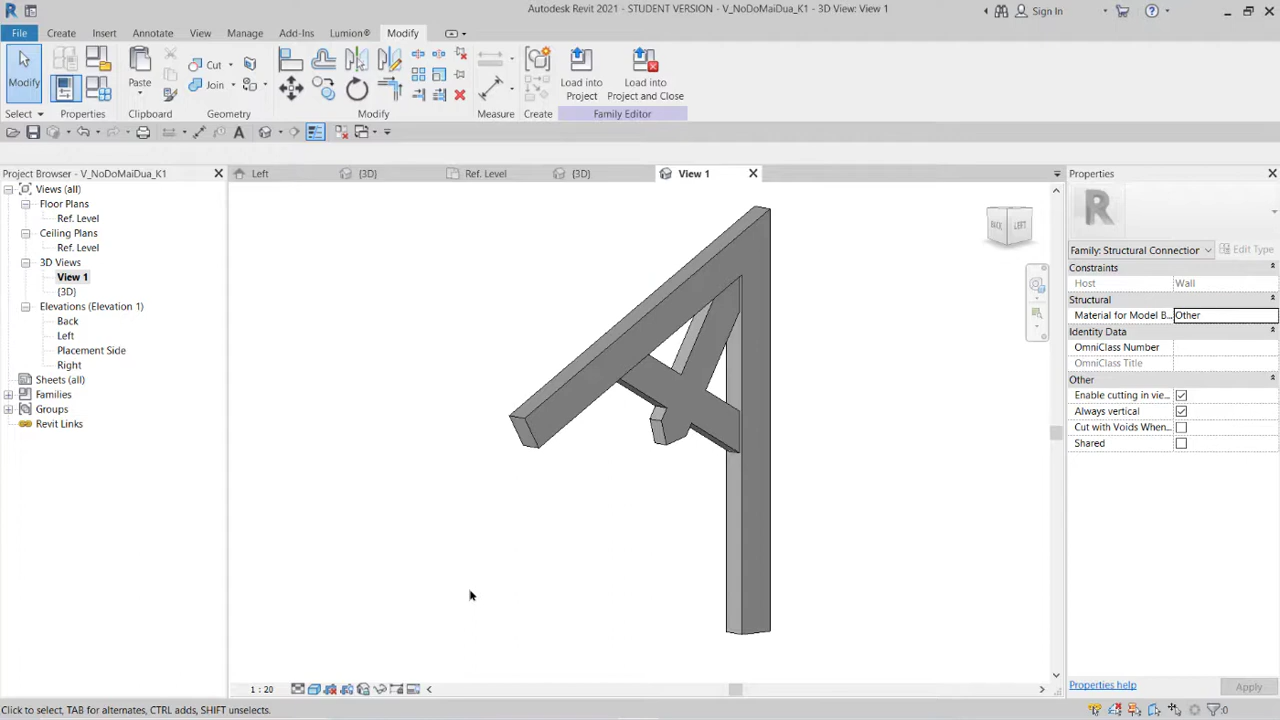 Autodesk Revit 2021 - STUDENT VERSION - V_NoDoMaiDua_K1 - 3D View: View 1
Sign In
File Create Insert Annotate View Manage Add-Ins Lumion® Modify
Modify
Paste
Cut
Join
Load into
Project
Load into
Project and Close
Select Properties Clipboard Geometry Modify Measure Create Family Editor
Project Browser - V_NoDoMaiDua_K1
Left {3D} Ref. Level {3D} View 1
Properties
Views (all)
Floor Plans
Ref. Level
Ceiling Plans
Ref. Level
3D Views
View 1
{3D}
Elevations (Elevation 1)
Back
Left
Placement Side
Right
Sheets (all)
Families
Groups
Revit Links
BACK LEFT
R
Family: Structural Connection Edit Type
Constraints
Host Wall
Structural
Material for Model B... Other
Identity Data
OmniClass Number
OmniClass Title
Other
Enable cutting in vie...
Always vertical
Cut with Voids When...
Shared
1 : 20
Properties help
Apply
Click to select, TAB for alternates, CTRL adds, SHIFT unselects.
:0